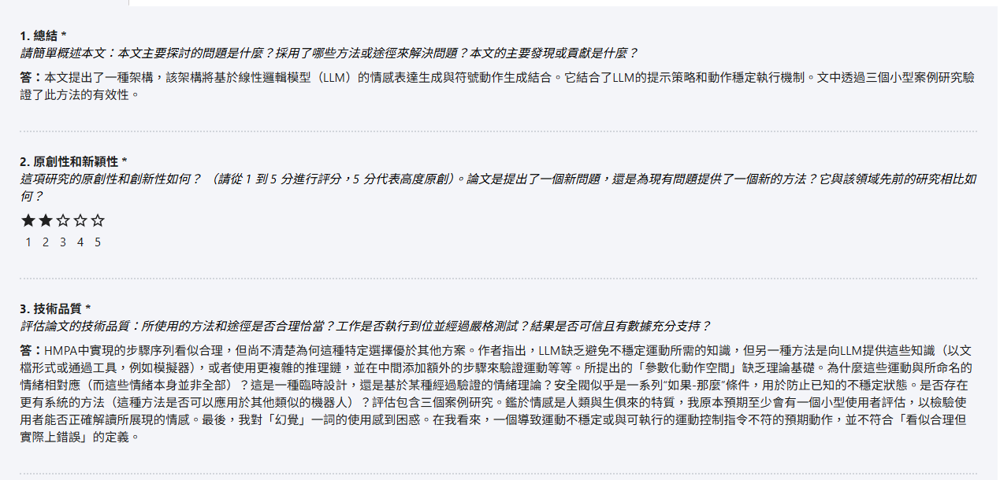 1. 總結 *
請簡單概述本文：本文主要探討的問題是什麼？採用了哪些方法或途徑來解決問題？本文的主要發現或貢獻是什麼？
答：本文提出了一種架構，該架構將基於線性邏輯模型（LLM）的情感表達生成與符號動作生成結合。它結合了LLM的提示策略和動作穩定執行機制。文中透過三個小型案例研究驗
證了此方法的有效性。
2. 原創性和新穎性 *
這項研究的原創性和創新性如何？ （請從 1 到 5 分進行評分，5 分代表高度原創）。論文是提出了一個新問題，還是為現有問題提供了一個新的方法？它與該領域先前的研究相比如
何？
1 2 3 4 5
3. 技術品質 *
評估論文的技術品質：所使用的方法和途徑是否合理恰當？工作是否執行到位並經過嚴格測試？結果是否可信且有數據充分支持？
答：HMPA中實現的步驟序列看似合理，但尚不清楚為何這種特定選擇優於其他方案。作者指出，LLM缺乏避免不穩定運動所需的知識，但另一種方法是向LLM提供這些知識（以文
檔形式或通過工具，例如模擬器），或者使用更複雜的推理鏈，並在中間添加額外的步驟來驗證運動等等。所提出的「參數化動作空間」缺乏理論基礎。為什麼這些運動與所命名的
情緒相對應（而這些情緒本身並非全部）？這是一種臨時設計，還是基於某種經過驗證的情緒理論？安全閥似乎是一系列“如果-那麼”條件，用於防止已知的不穩定狀態。是否存在
更有系統的方法（這種方法是否可以應用於其他類似的機器人）？評估包含三個案例研究。鑑於情感是人類與生俱來的特質，我原本預期至少會有一個小型使用者評估，以檢驗使
用者能否正確解讀所展現的情感。最後，我對「幻覺」一詞的使用感到困惑。在我看來，一個導致運動不穩定或與可執行的運動控制指令不符的預期動作，並不符合「看似合理但
實際上錯誤」的定義。